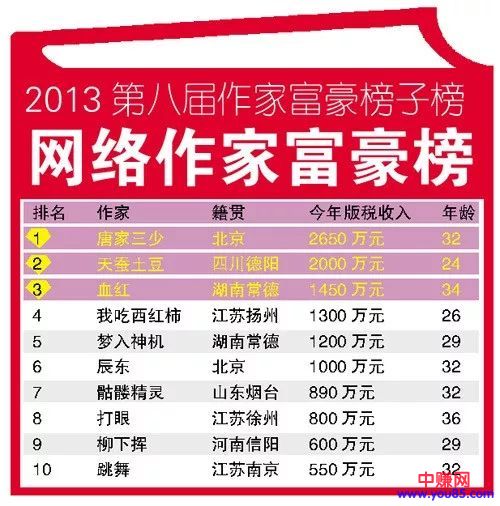 2013 第八届作家富豪榜子榜
网络作家富豪榜
排名 作家 籍贯 今年版税收入 年龄
1 唐家三少 北京 2650 万元 32
2 天蚕土豆 四川德阳 2000 万元 24
3 血红 湖南常德 1450 万元 34
4 我吃西红柿 江苏扬州 1300 万元 26
5 梦入神机 湖南常德 1200 万元 29
6 辰东 北京 1000 万元 32
7 骷髅精灵 山东烟台 890 万元 32
8 打眼 江苏徐州 800 万元 36
9 柳下挥 河南信阳 600 万元 29
10 跳舞 江苏南京 550 万元 32
中赚网
www.you85.com